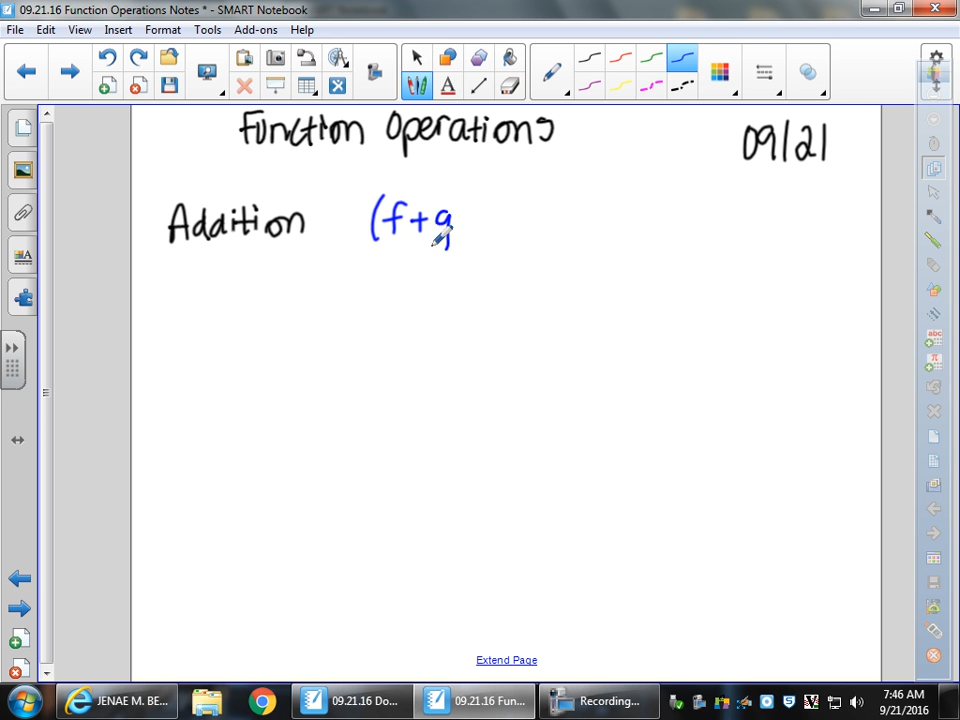 09.21.16 Function Operations Notes * - SMART Notebook
File Edit View Insert Format Tools Add-ons Help
Function Operations
09/21
Addition (f+g
Extend Page
JENAE M. BE...
09.21.16 Do...
09.21.16 Fun...
Recording...
7:46 AM
9/21/2016